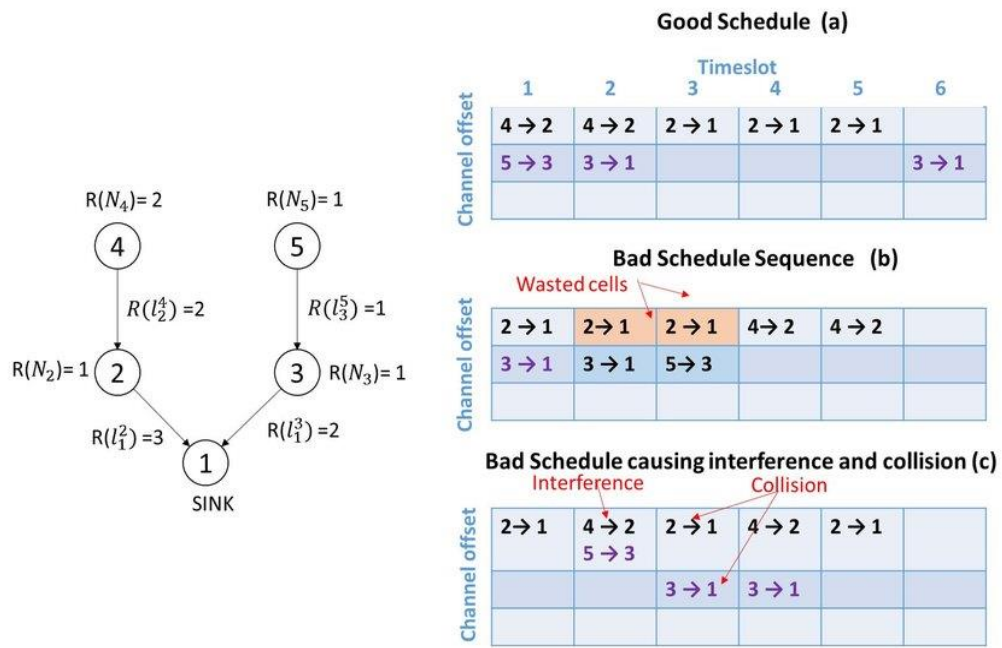 R(N₄)= 2
R(N₅)= 1
4
5
R(l₂⁴)=2
R(l₃⁵)=1
R(N₂)= 1
2
3
R(N₃)= 1
R(l₁²)=3
R(l₁³)=2
1
SINK
Good Schedule (a)
Timeslot
1 2 3 4 5 6
Channel offset
4 → 2 4 → 2 2 → 1 2 → 1 2 → 1
5 → 3 3 → 1 3 → 1
Bad Schedule Sequence (b)
Wasted cells
Channel offset
2 → 1 2→ 1 2 → 1 4→ 2 4 → 2
3 → 1 3 → 1 5→ 3
Bad Schedule causing interference and collision (c)
Interference Collision
Channel offset
2→ 1 4 → 2 2 → 1 4 → 2 2 → 1
5 → 3
3 → 1 3 → 1